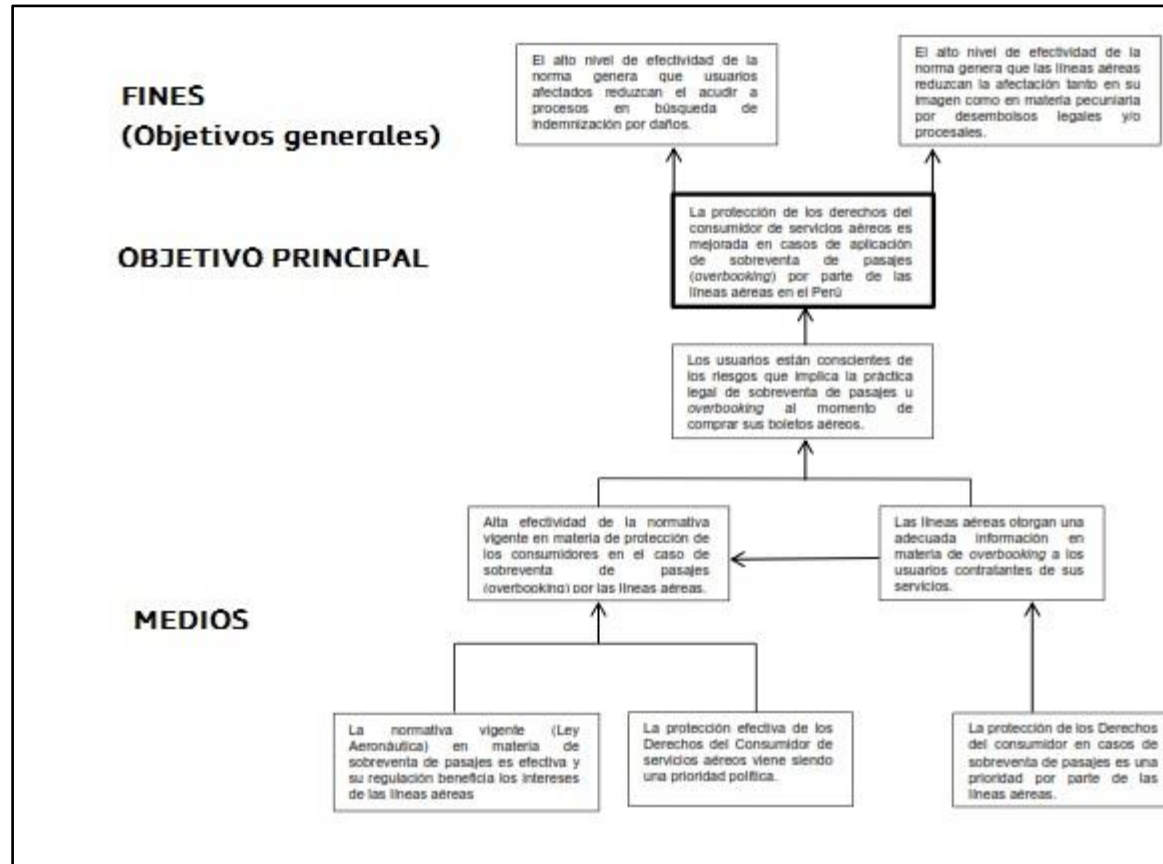 FINES
(Objetivos generales)
El alto nivel de efectividad de la
norma genera que usuarios
afectados reduzcan el acudir a
procesos en búsqueda de
indemnización por daños.
El alto nivel de efectividad de la
norma genera que las líneas aéreas
reduzcan la afectación tanto en su
imagen como en materia pecuniaria
por desembolsos legales y/o
procesales.
OBJETIVO PRINCIPAL
La protección de los derechos del
consumidor de servicios aéreos es
mejorada en casos de aplicación
de sobreventa de pasajes
(overbooking) por parte de las
líneas aéreas en el Perú
Los usuarios están conscientes de
los riesgos que implica la práctica
legal de sobreventa de pasajes u
overbooking al momento de
comprar sus boletos aéreos.
Alta efectividad de la normativa
vigente en materia de protección de
los consumidores en el caso de
sobreventa de pasajes
(overbooking) por las líneas aéreas.
Las líneas aéreas otorgan una
adecuada información en
materia de overbooking a los
usuarios contratantes de sus
servicios.
MEDIOS
La normativa vigente (Ley
Aeronáutica) en materia de
sobreventa de pasajes es efectiva y
su regulación beneficia los intereses
de las líneas aéreas
La protección efectiva de los
Derechos del Consumidor de
servicios aéreos viene siendo
una prioridad política.
La protección de los Derechos
del consumidor en casos de
sobreventa de pasajes es una
prioridad por parte de las
líneas aéreas.